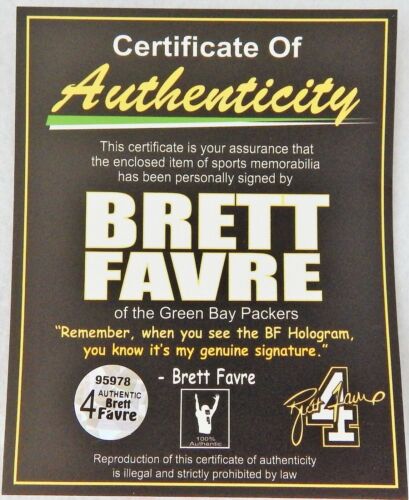 Certificate Of
Authenticity
This certificate is your assurance that
the enclosed item of sports memorabilia
has been personally signed by
BRETT
FAVRE
of the Green Bay Packers
“Remember, when you see the BF Hologram,
you know it's my genuine signature.”
- Brett Favre
95978
4 AUTHENTIC
Brett
Favre
100%
Authentic
Brett Favre
4
Reproduction of this certificate of authenticity
is illegal and strictly prohibited by law